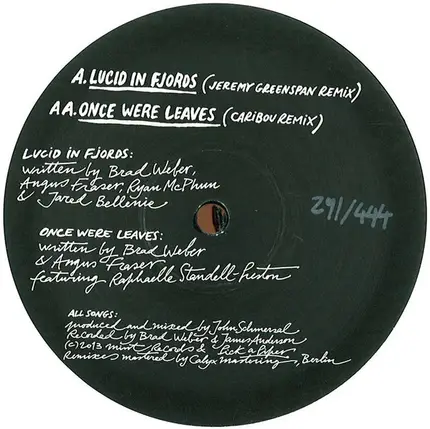 A. LUCID IN FJORDS (JEREMY GREENSPAN REMIX)
AA. ONCE WERE LEAVES (CARIBOU REMIX)
LUCID IN FJORDS:
written by Brad Weber,
Angus Fraser, Ryan McPhun
& Jared Bellenie
291/444
ONCE WERE LEAVES:
written by Brad Weber
& Angus Fraser
featuring Raphaelle Standell-Preston
ALL SONGS:
produced and mixed by John Schmersal
Recorded by Brad Weber & James Anderson
(c) 2013 mint Records & Pick a Piper
Remixes mastered by Calyx mastering, Berlin